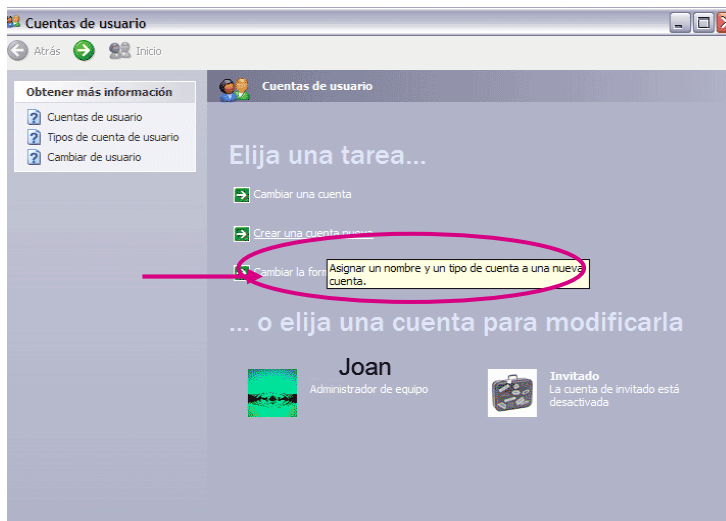 Cuentas de usuario
Atrás
Inicio
Obtener más información
Cuentas de usuario
Tipos de cuenta de usuario
Cambiar de usuario
Cuentas de usuario
Elija una tarea...
Cambiar una cuenta
Crear una cuenta nueva
Cambiar la form
Asignar un nombre y un tipo de cuenta a una nueva
cuenta.
... o elija una cuenta para modificarla
Joan
Administrador de equipo
Invitado
La cuenta de invitado está
desactivada